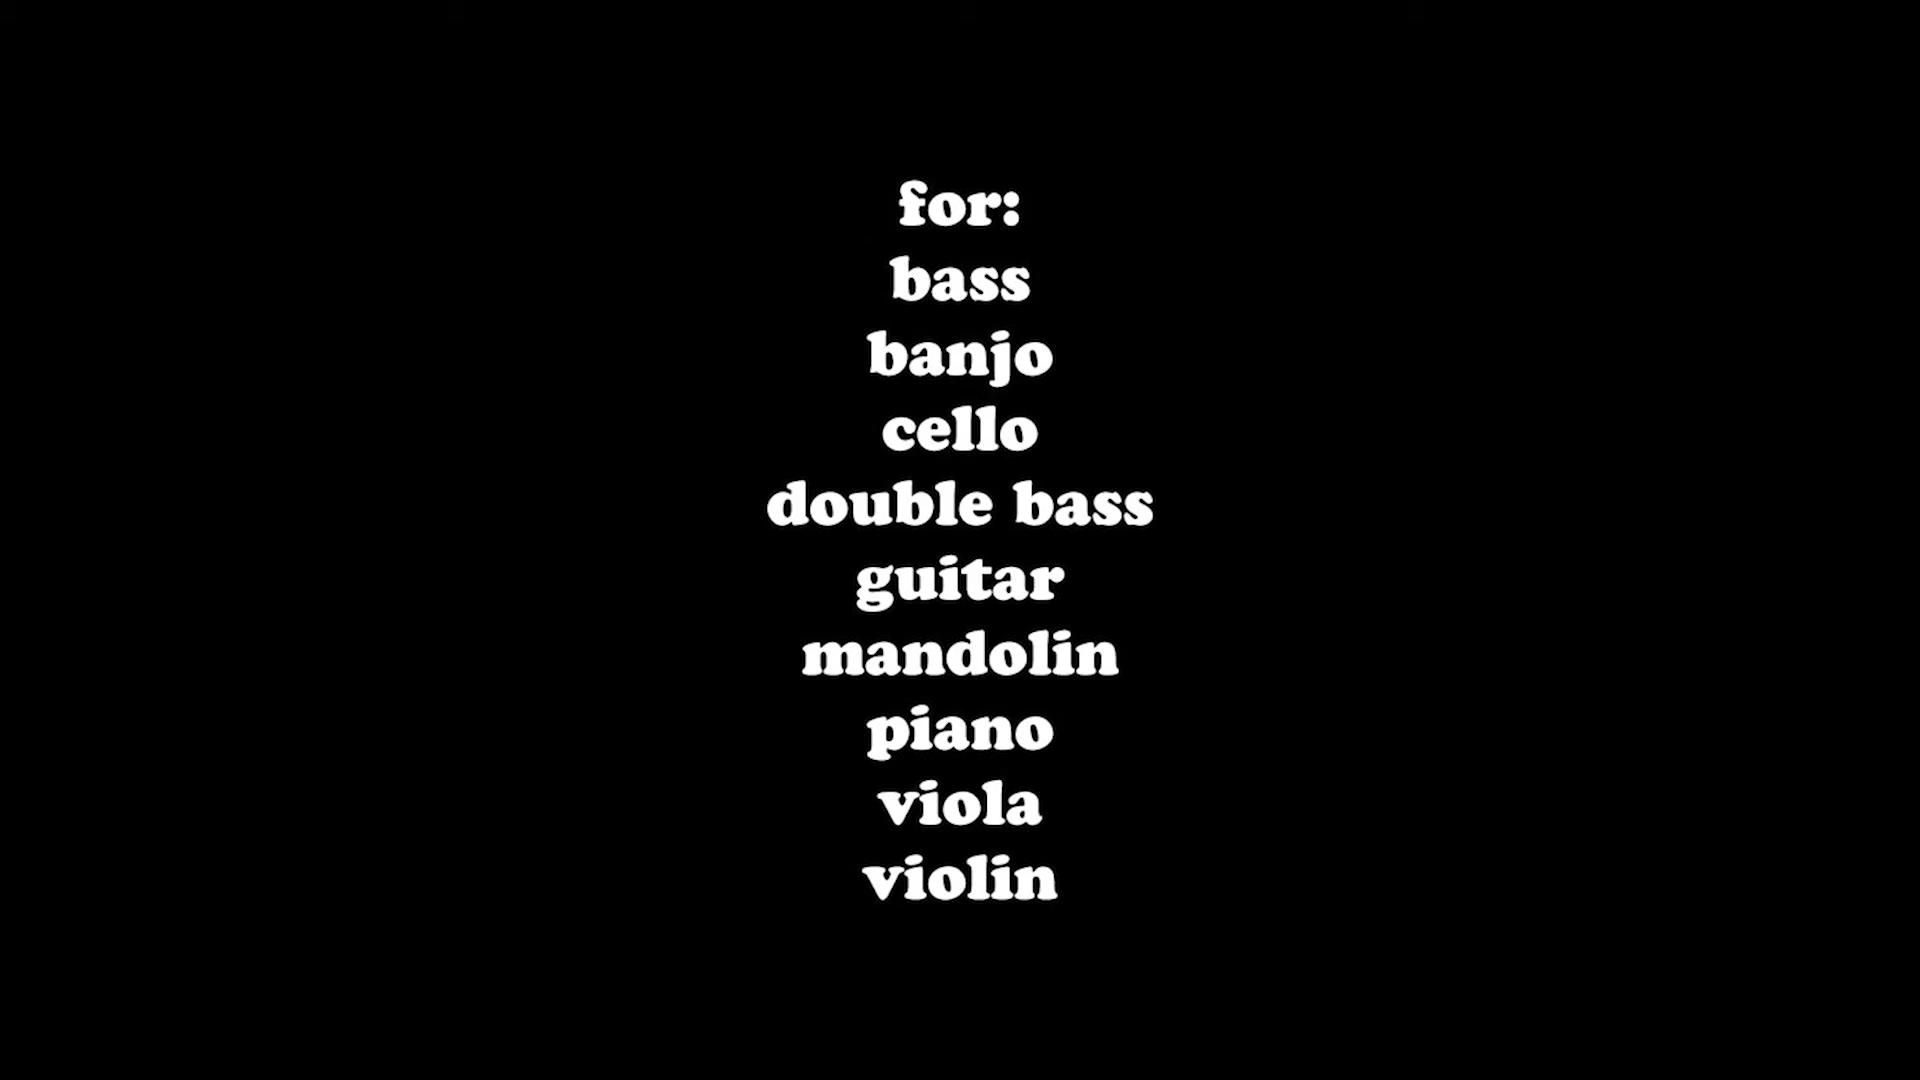 for:
bass
banjo
cello
double bass
guitar
mandolin
piano
viola
violin